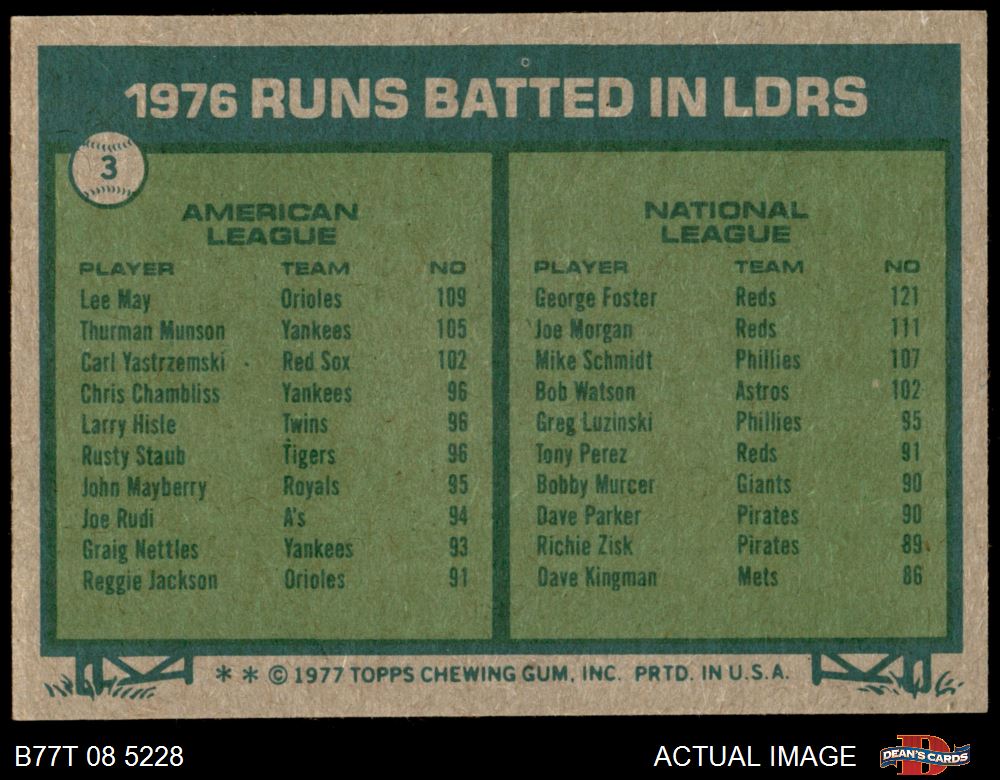 1976 RUNS BATTED IN LDRS
3
AMERICAN
LEAGUE
PLAYER TEAM NO
Lee May Orioles 109
Thurman Munson Yankees 105
Carl Yastrzemski Red Sox 102
Chris Chambliss Yankees 96
Larry Hisle Twins 96
Rusty Staub Tigers 96
John Mayberry Royals 95
Joe Rudi A's 94
Graig Nettles Yankees 93
Reggie Jackson Orioles 91
NATIONAL
LEAGUE
PLAYER TEAM NO
George Foster Reds 121
Joe Morgan Reds 111
Mike Schmidt Phillies 107
Bob Watson Astros 102
Greg Luzinski Phillies 95
Tony Perez Reds 91
Bobby Murcer Giants 90
Dave Parker Pirates 90
Richie Zisk Pirates 89
Dave Kingman Mets 86
* * © 1977 TOPPS CHEWING GUM, INC. PRTD. IN U.S.A.
B77T 08 5228
ACTUAL IMAGE
D
DEAN'S CARDS